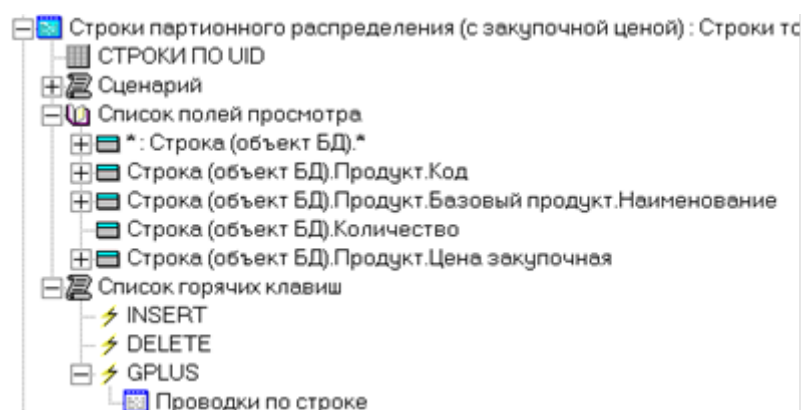 Строки партионного распределения (с закупочной ценой) : Строки то
СТРОКИ ПО UID
Сценарий
Список полей просмотра
* : Строка (объект БД).*
Строка (объект БД).Продукт.Код
Строка (объект БД).Продукт.Базовый продукт.Наименование
Строка (объект БД).Количество
Строка (объект БД).Продукт.Цена закупочная
Список горячих клавиш
INSERT
DELETE
GPLUS
Проводки по строке